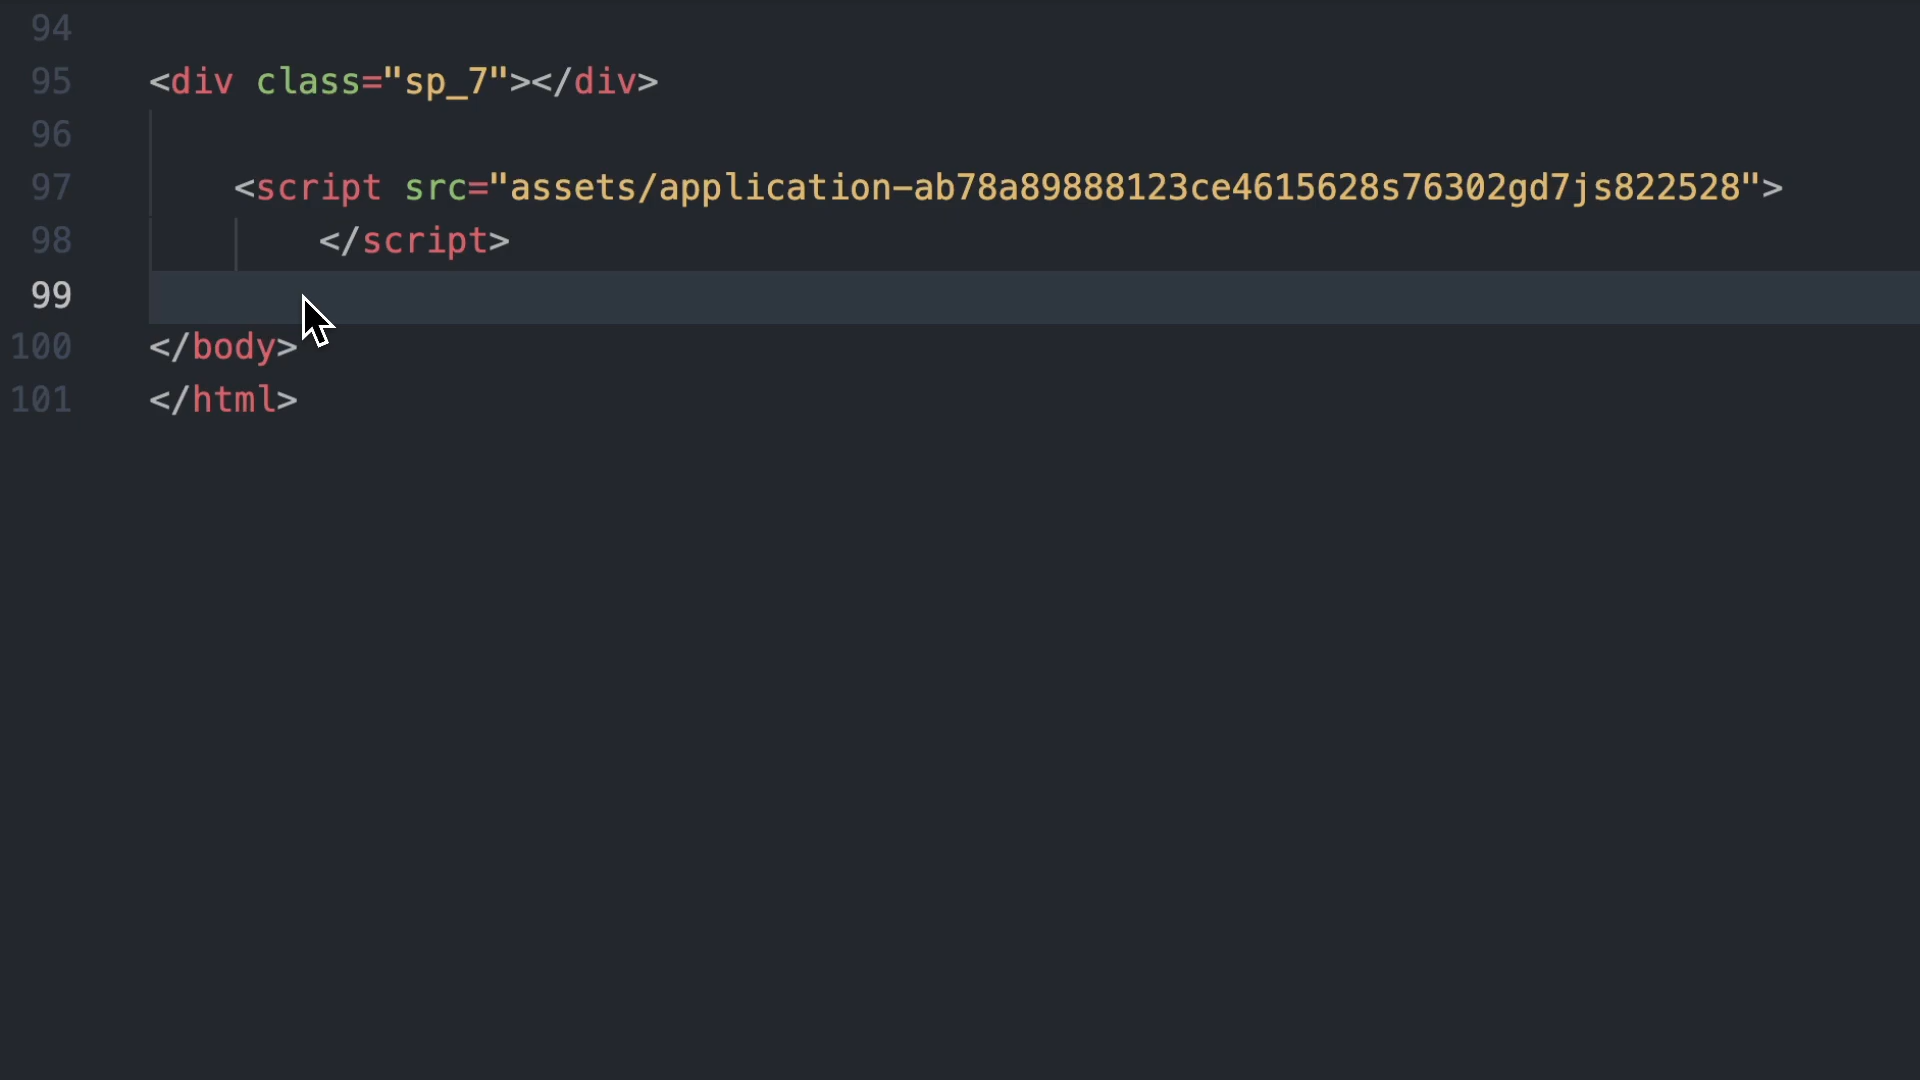 94
95 <div class="sp_7"></div>
96
97 <script src="assets/application-ab78a89888123ce4615628s76302gd7js822528">
98 </script>
99
100 </body>
101 </html>